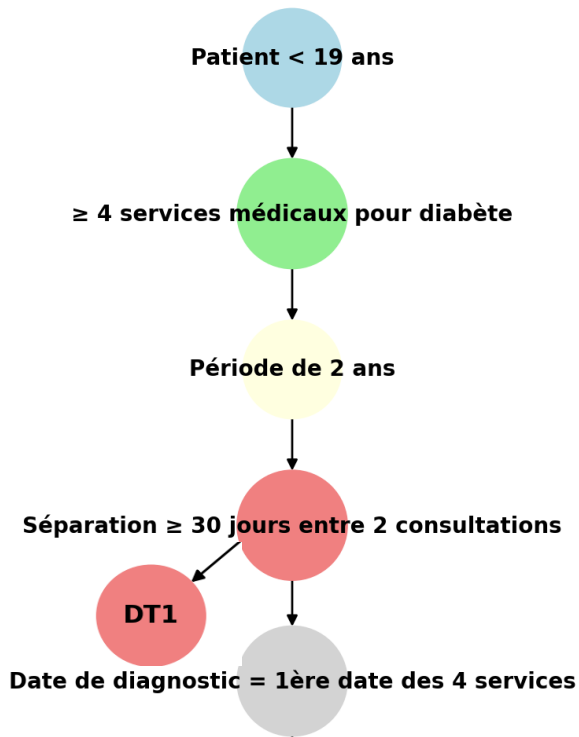 Patient < 19 ans
≥ 4 services médicaux pour diabète
Période de 2 ans
Séparation ≥ 30 jours entre 2 consultations
DT1
Date de diagnostic = 1ère date des 4 services